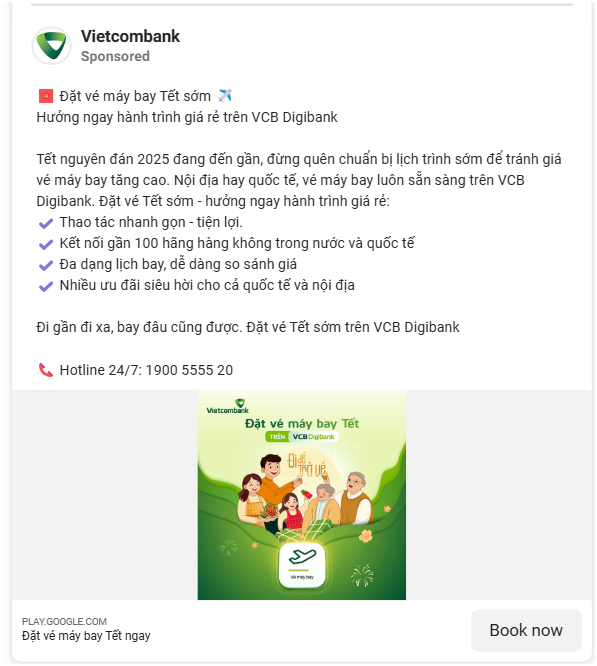 Vietcombank
Sponsored
🧧 Đặt vé máy bay Tết sớm ✈️
Hưởng ngay hành trình giá rẻ trên VCB Digibank
Tết nguyên đán 2025 đang đến gần, đừng quên chuẩn bị lịch trình sớm để tránh giá
vé máy bay tăng cao. Nội địa hay quốc tế, vé máy bay luôn sẵn sàng trên VCB
Digibank. Đặt vé Tết sớm - hưởng ngay hành trình giá rẻ:
✔ Thao tác nhanh gọn - tiện lợi.
✔ Kết nối gần 100 hãng hàng không trong nước và quốc tế
✔ Đa dạng lịch bay, dễ dàng so sánh giá
✔ Nhiều ưu đãi siêu hời cho cả quốc tế và nội địa
Đi gần đi xa, bay đâu cũng được. Đặt vé Tết sớm trên VCB Digibank
📞 Hotline 24/7: 1900 5555 20
Vietcombank
Đặt vé máy bay Tết
TRÊN VCBDigibank
Đi để
TRỞ VỀ
Vé máy bay
PLAY.GOOGLE.COM
Đặt vé máy bay Tết ngay
Book now